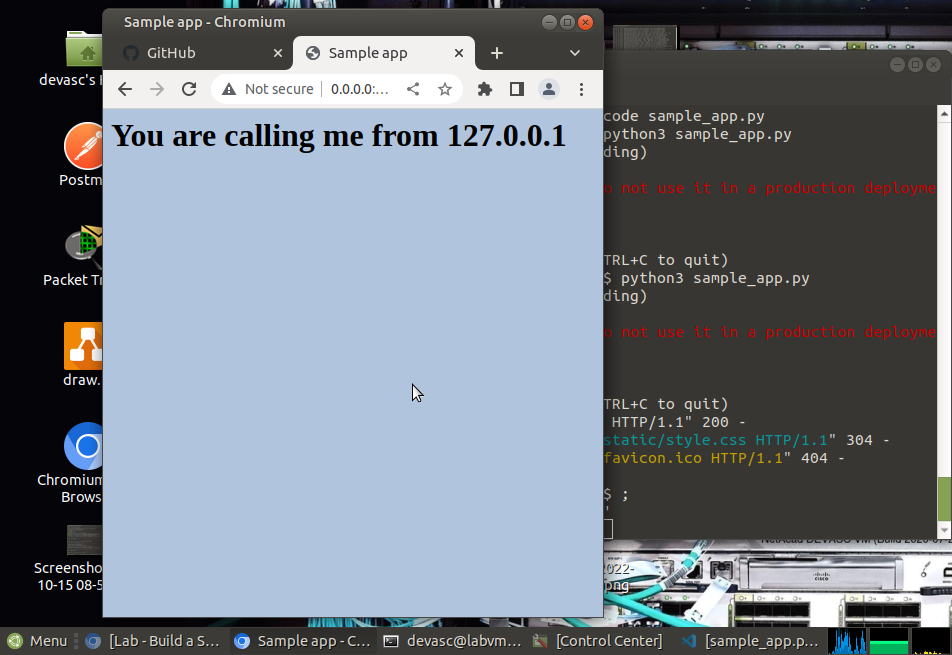 Sample app - Chromium
GitHub
Sample app
Not secure
0.0.0.0:...
You are calling me from 127.0.0.1
devasc's
Postm
Packet Tr
draw.
Chromium
Brows
Screensho
10-15 08-5
code sample_app.py
python3 sample_app.py
ding)
o not use it in a production deployme
TRL+C to quit)
$ python3 sample_app.py
ding)
o not use it in a production deployme
TRL+C to quit)
HTTP/1.1" 200 -
static/style.css HTTP/1.1" 304 -
favicon.ico HTTP/1.1" 404 -
$ ;
'
2022-
png
CISCO
Menu
[Lab - Build a S...
Sample app - C...
devasc@labvm...
[Control Center]
[sample_app.p...